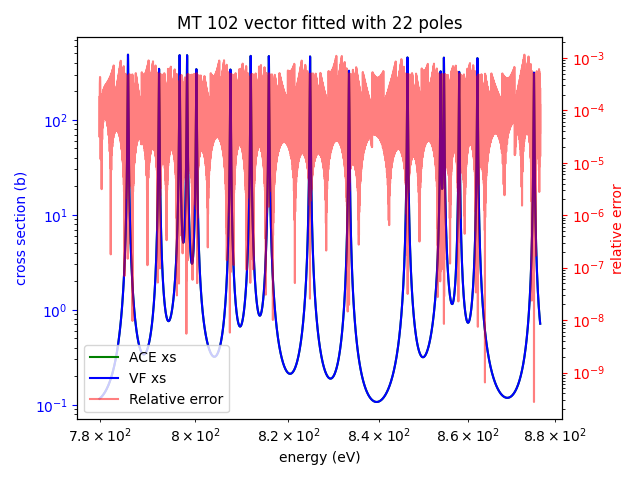 MT 102 vector fitted with 22 poles
cross section (b)
10²
10¹
10⁰
10⁻¹
10⁻³
10⁻⁴
10⁻⁵
10⁻⁶
10⁻⁷
10⁻⁸
10⁻⁹
relative error
ACE xs
VF xs
Relative error
7.8 × 10² 8 × 10² 8.2 × 10² 8.4 × 10² 8.6 × 10² 8.8 × 10²
energy (eV)